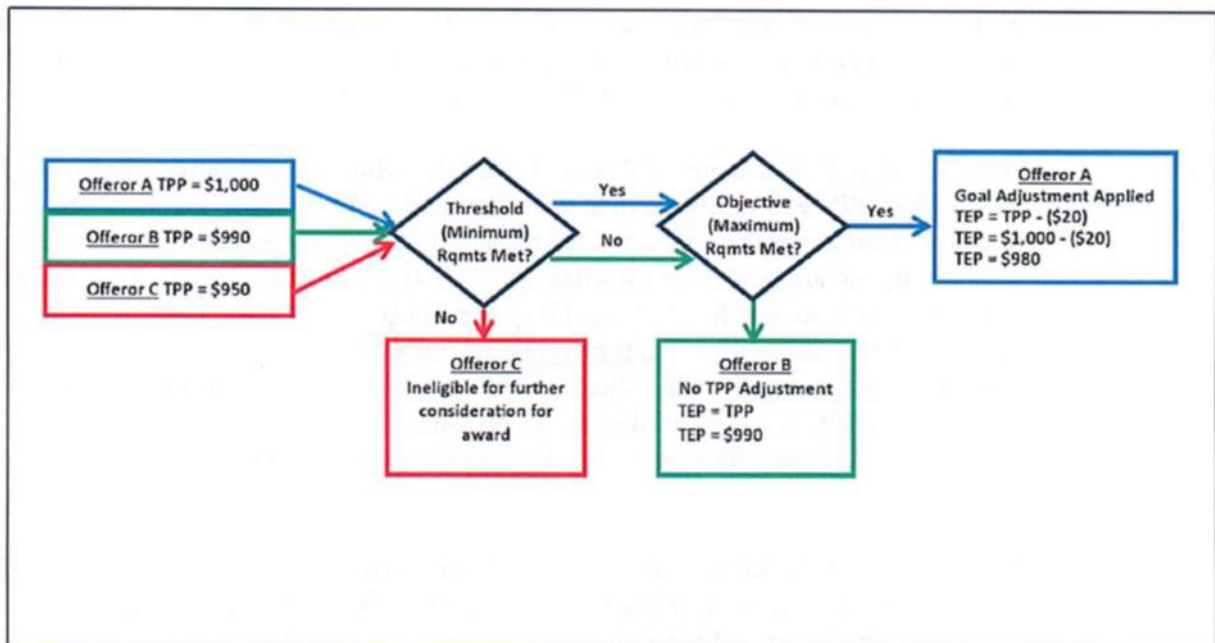 Offeror A TPP = $1,000
Offeror B TPP = $990
Offeror C TPP = $950
Threshold
(Minimum)
Rqmts Met?
Yes
No
No
Objective
(Maximum)
Rqmts Met?
Yes
Offeror A
Goal Adjustment Applied
TEP = TPP - ($20)
TEP = $1,000 - ($20)
TEP = $980
Offeror C
Ineligible for further
consideration for
award
Offeror B
No TPP Adjustment
TEP = TPP
TEP = $990